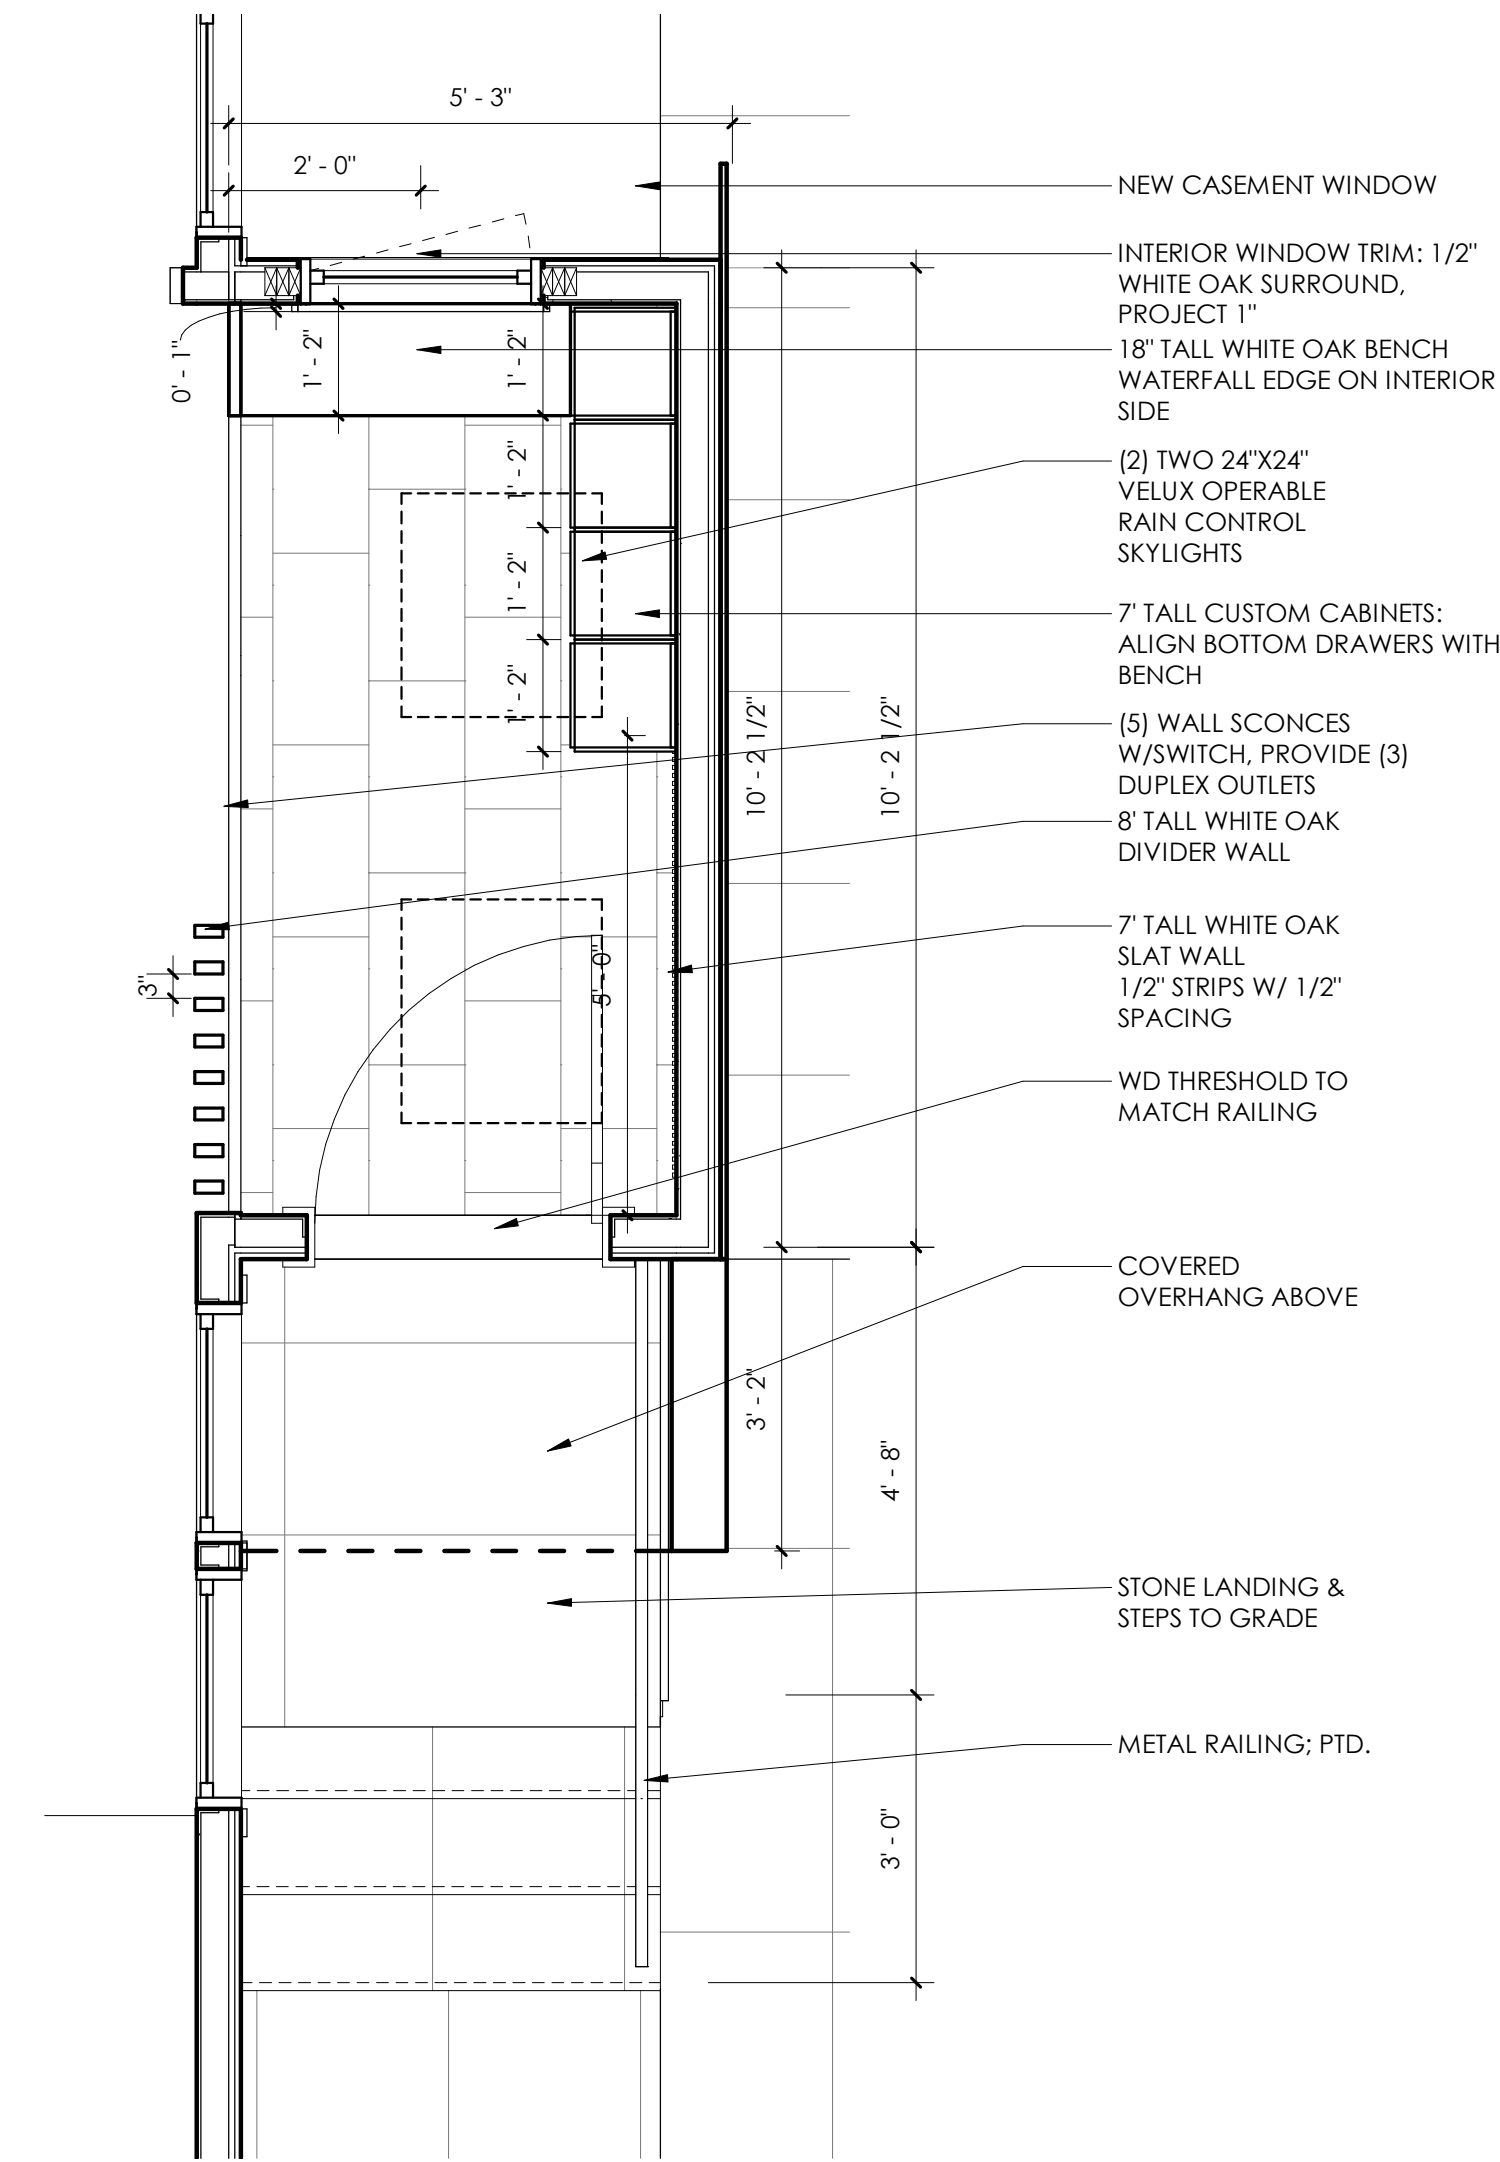 5' - 3"
2' - 0"
NEW CASEMENT WINDOW
INTERIOR WINDOW TRIM: 1/2"
WHITE OAK SURROUND,
PROJECT 1"
0' - 1"
1' - 2"
1' - 2"
18" TALL WHITE OAK BENCH
WATERFALL EDGE ON INTERIOR
SIDE
1' - 2"
(2) TWO 24"X24"
VELUX OPERABLE
RAIN CONTROL
SKYLIGHTS
1' - 2"
7' TALL CUSTOM CABINETS:
ALIGN BOTTOM DRAWERS WITH
BENCH
1' - 2"
10' - 2 1/2"
10' - 2 1/2"
(5) WALL SCONCES
W/SWITCH, PROVIDE (3)
DUPLEX OUTLETS
8' TALL WHITE OAK
DIVIDER WALL
3"
5' - 0"
7' TALL WHITE OAK
SLAT WALL
1/2" STRIPS W/ 1/2"
SPACING
WD THRESHOLD TO
MATCH RAILING
COVERED
OVERHANG ABOVE
3' - 2"
4' - 8"
STONE LANDING &
STEPS TO GRADE
METAL RAILING; PTD.
3' - 0"